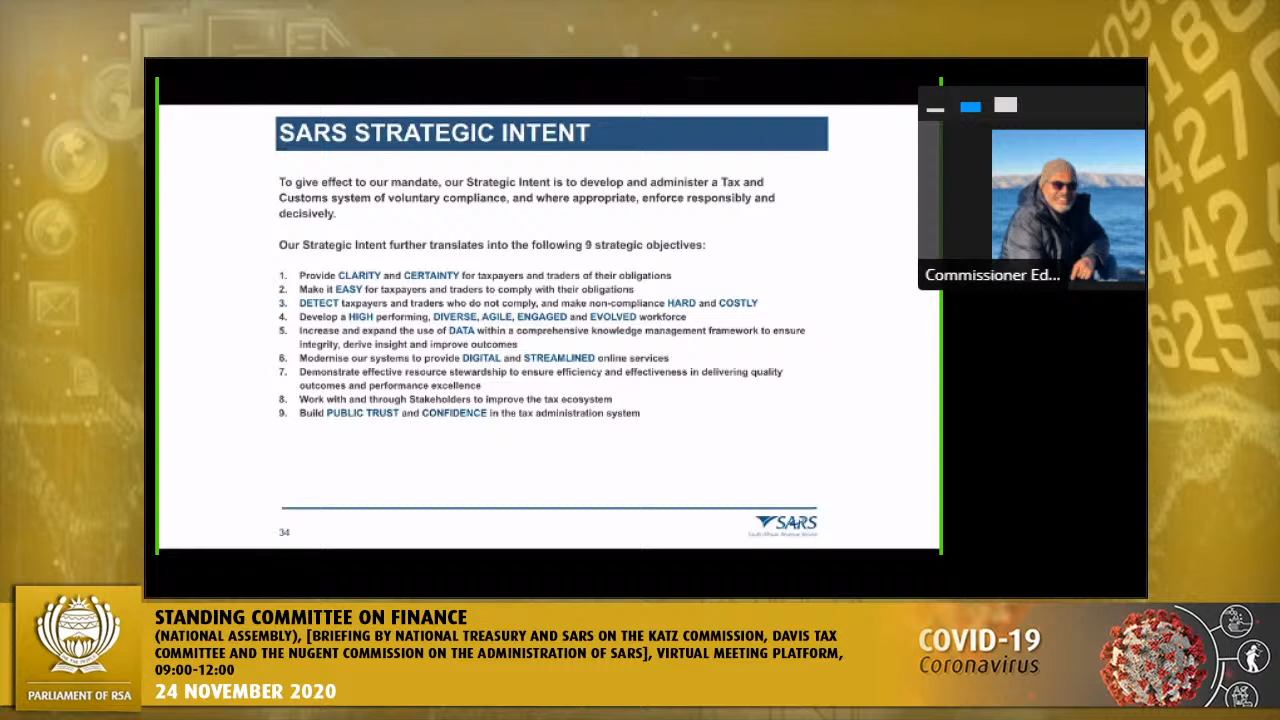 SARS STRATEGIC INTENT
To give effect to our mandate, our Strategic Intent is to develop and administer a Tax and
Customs system of voluntary compliance, and where appropriate, enforce responsibly and
decisively.
Our Strategic Intent further translates into the following 9 strategic objectives:
1. Provide CLARITY and CERTAINTY for taxpayers and traders of their obligations
2. Make it EASY for taxpayers and traders to comply with their obligations
3. DETECT taxpayers and traders who do not comply, and make non-compliance HARD and COSTLY
4. Develop a HIGH performing, DIVERSE, AGILE, ENGAGED and EVOLVED workforce
5. Increase and expand the use of DATA within a comprehensive knowledge management framework to ensure
integrity, derive insight and improve outcomes
6. Modernise our systems to provide DIGITAL and STREAMLINED online services
7. Demonstrate effective resource stewardship to ensure efficiency and effectiveness in delivering quality
outcomes and performance excellence
8. Work with and through Stakeholders to improve the tax ecosystem
9. Build PUBLIC TRUST and CONFIDENCE in the tax administration system
34
SARS
South African Revenue Service
Commissioner Ed...
STANDING COMMITTEE ON FINANCE
(NATIONAL ASSEMBLY), [BRIEFING BY NATIONAL TREASURY AND SARS ON THE KATZ COMMISSION, DAVIS TAX
COMMITTEE AND THE NUGENT COMMISSION ON THE ADMINISTRATION OF SARS], VIRTUAL MEETING PLATFORM,
09:00-12:00
24 NOVEMBER 2020
PARLIAMENT OF RSA
COVID-19
Coronavirus